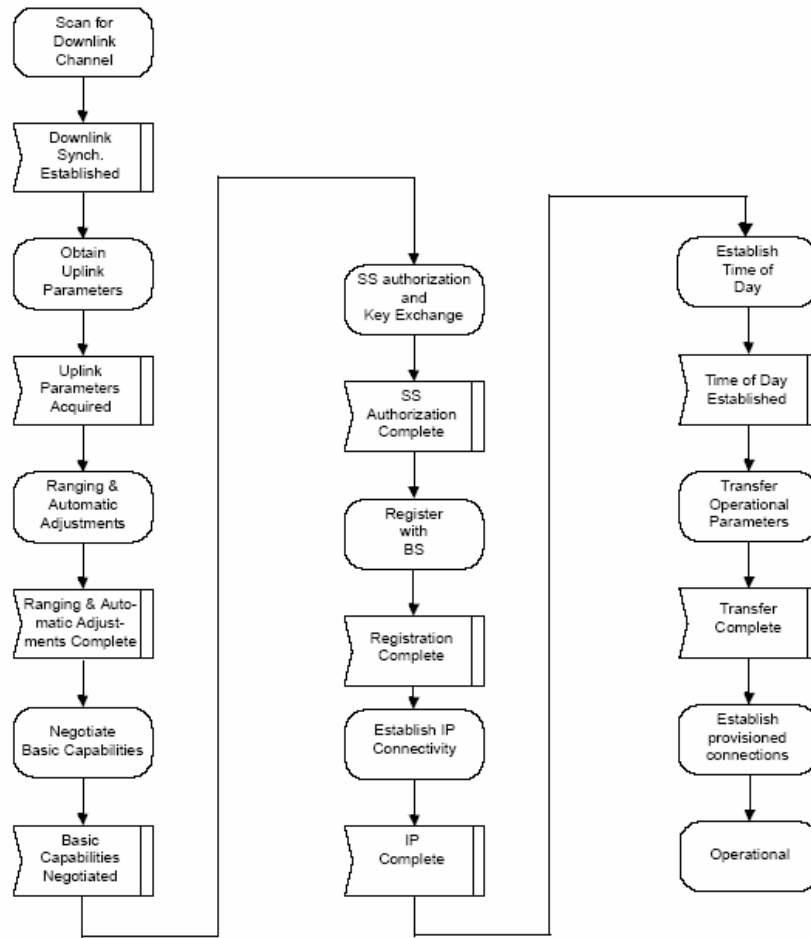 Scan for
Downlink
Channel
Downlink
Synch.
Established
Obtain
Uplink
Parameters
Uplink
Parameters
Acquired
Ranging &
Automatic
Adjustments
Ranging & Auto-
matic Adjust-
ments Complete
Negotiate
Basic Capabilities
Basic
Capabilities
Negotiated
SS authorization
and
Key Exchange
SS
Authorization
Complete
Register
with
BS
Registration
Complete
Establish IP
Connectivity
IP
Complete
Establish
Time of
Day
Time of Day
Established
Transfer
Operational
Parameters
Transfer
Complete
Establish
provisioned
connections
Operational